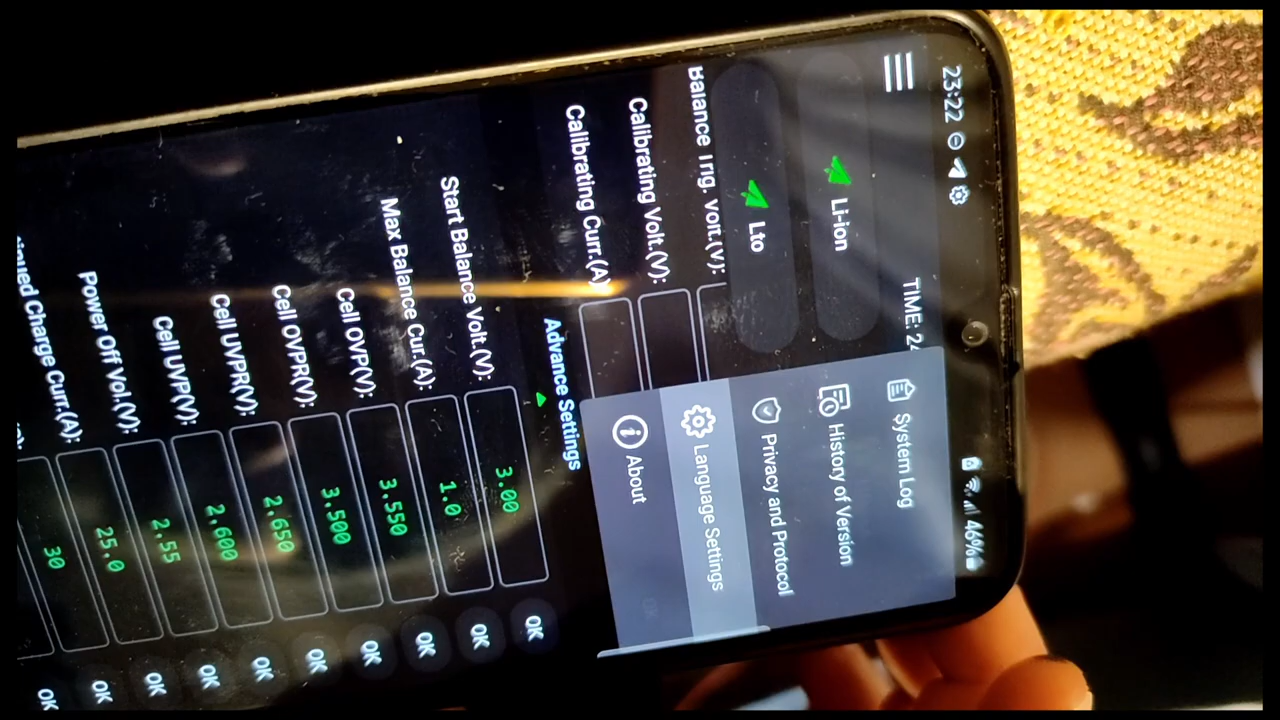 23:22
46%
TIME: 24
System Log
History of Version
Privacy and Protocol
Language Settings
About
Li-ion
Lto
Balance Trig. Volt.(V):
Calibrating Volt.(V):
Calibrating Curr.(A)
Advance Settings
Start Balance Volt.(V): 3.00 OK
Max Balance Cur.(A): 1.0 OK
Cell OVP(V): 3.550 OK
Cell OVPR(V): 3.500 OK
Cell UVPR(V): 2.650 OK
Cell UVP(V): 2.600 OK
Power Off Vol.(V): 2.55 OK
Charge Curr.(A): 25.0 OK
30 OK